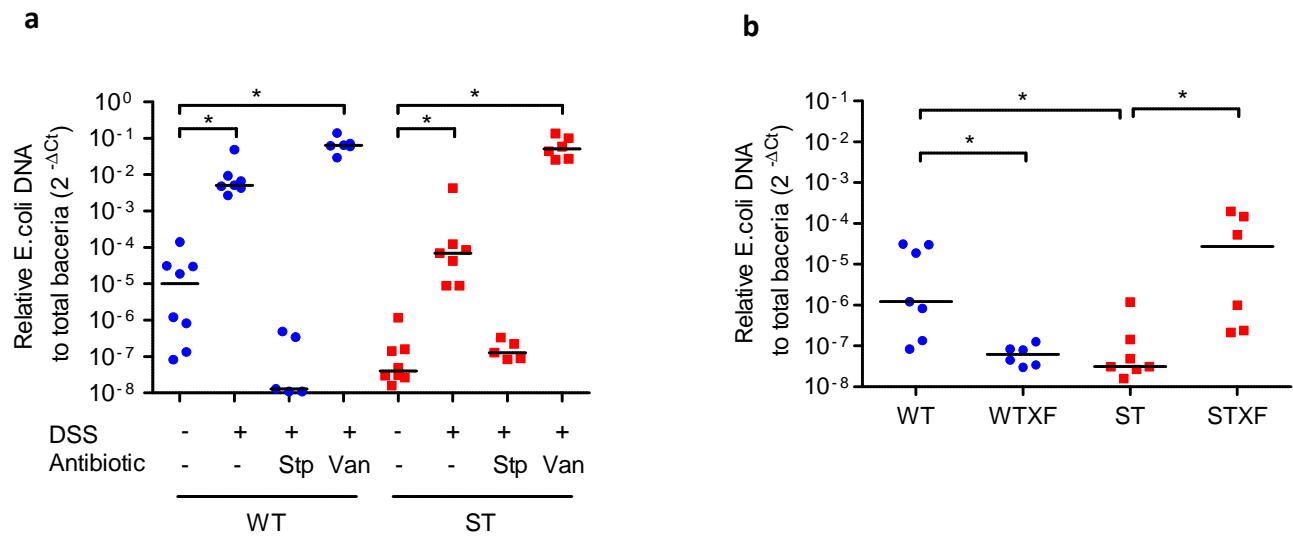 a
Relative E.coli DNA
to total baceria (2 -ΔCt)
100
10-1
10-2
10-3
10-4
10-5
10-6
10-7
10-8
* * * *
DSS - + + + - + + +
Antibiotic - - Stp Van - - Stp Van
WT ST
b
Relative E.coli DNA
to total baceria (2 -ΔCt)
10-1
10-2
10-3
10-4
10-5
10-6
10-7
10-8
* * *
WT WTXF ST STXF